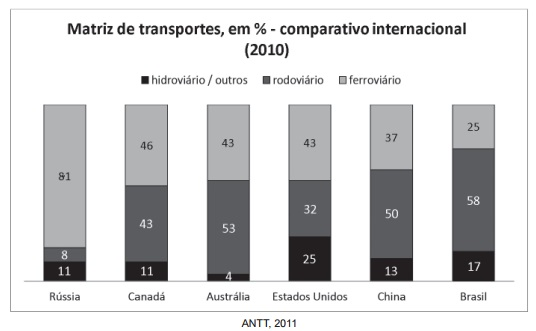 Matriz de transportes, em % - comparativo internacional
(2010)
hidroviário / outros rodoviário ferroviário
81 46 43 43 37 25
8 43 53 32 50 58
11 11 4 25 13 17
Rússia Canadá Austrália Estados Unidos China Brasil
ANTT, 2011